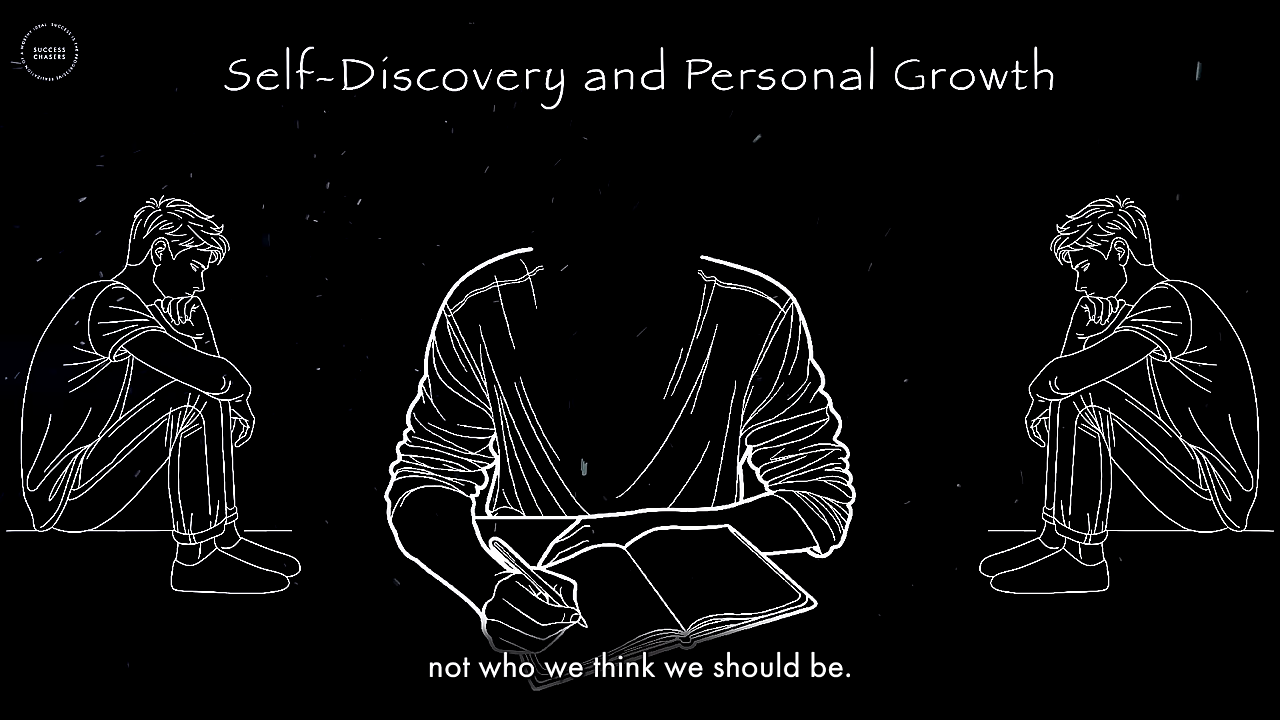 SUCCESS
CHASERS
Self-Discovery and Personal Growth
not who we think we should be.